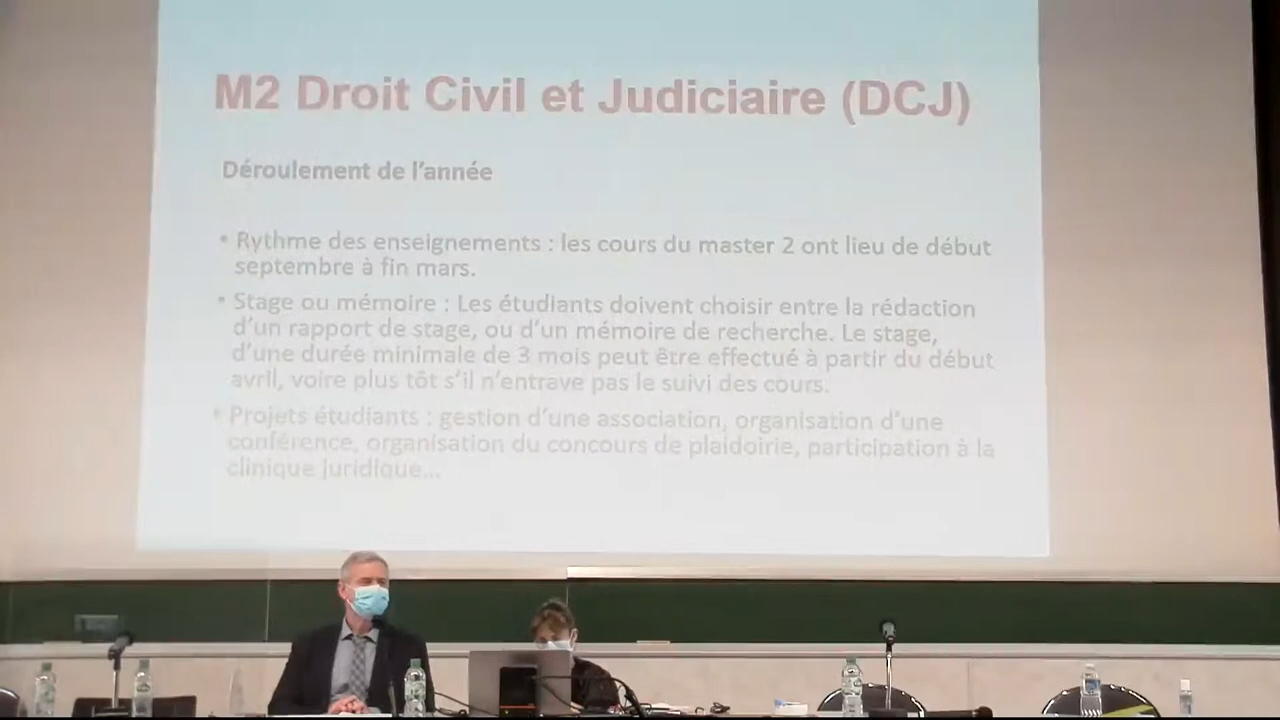 M2 Droit Civil et Judiciaire (DCJ)
Déroulement de l'année
• Rythme des enseignements : les cours du master 2 ont lieu de début
septembre à fin mars.
• Stage ou mémoire : Les étudiants doivent choisir entre la rédaction
d'un rapport de stage, ou d'un mémoire de recherche. Le stage,
d'une durée minimale de 3 mois peut être effectué à partir du début
avril, voire plus tôt s'il n'entrave pas le suivi des cours.
• Projets étudiants : gestion d'une association, organisation d'une
conférence, organisation du concours de plaidoirie, participation à la
clinique juridique...